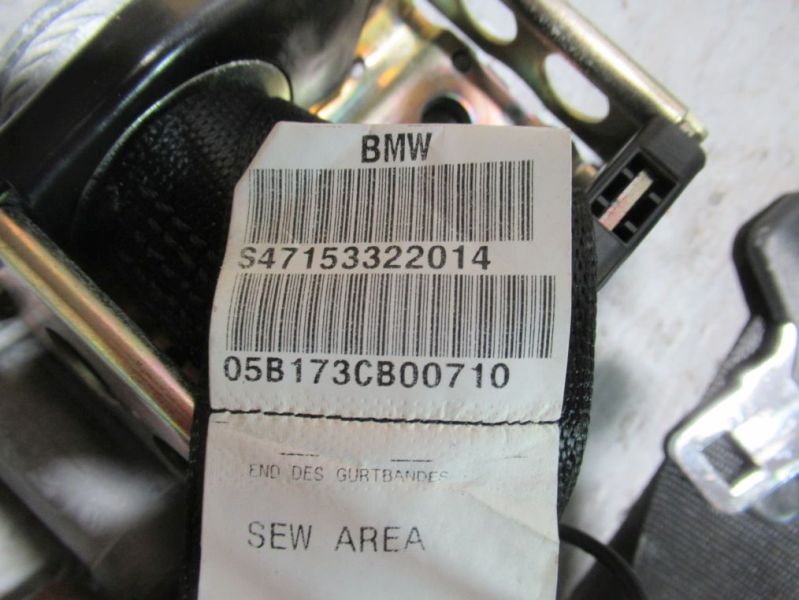 BMW
S47153322014
05B173CB00710
END DES GURTBANDES
SEW AREA